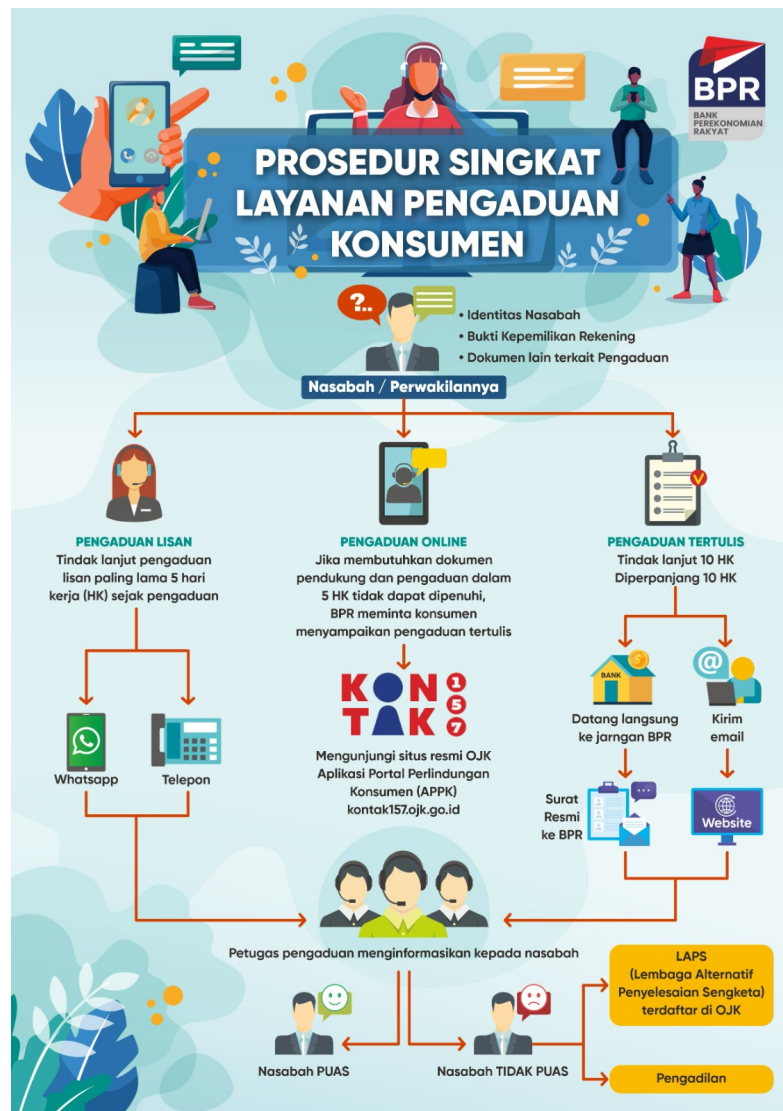 BPR
BANK
PEREKONOMIAN
RAKYAT
PROSEDUR SINGKAT
LAYANAN PENGADUAN
KONSUMEN
?..
• Identitas Nasabah
• Bukti Kepemilikan Rekening
• Dokumen lain terkait Pengaduan
Nasabah / Perwakilannya
PENGADUAN LISAN
Tindak lanjut pengaduan
lisan paling lama 5 hari
kerja (HK) sejak pengaduan
Whatsapp
Telepon
PENGADUAN ONLINE
Jika membutuhkan dokumen
pendukung dan pengaduan dalam
5 HK tidak dapat dipenuhi,
BPR meminta konsumen
menyampaikan pengaduan tertulis
KONTAK 157
Mengunjungi situs resmi OJK
Aplikasi Portal Perlindungan
Konsumen (APPK)
kontak157.ojk.go.id
PENGADUAN TERTULIS
Tindak lanjut 10 HK
Diperpanjang 10 HK
$
BANK
@
Datang langsung
ke jarngan BPR
Kirim
email
Surat
Resmi
ke BPR
Website
Petugas pengaduan menginformasikan kepada nasabah
Nasabah PUAS
Nasabah TIDAK PUAS
LAPS
(Lembaga Alternatif
Penyelesaian Sengketa)
terdaftar di OJK
Pengadilan